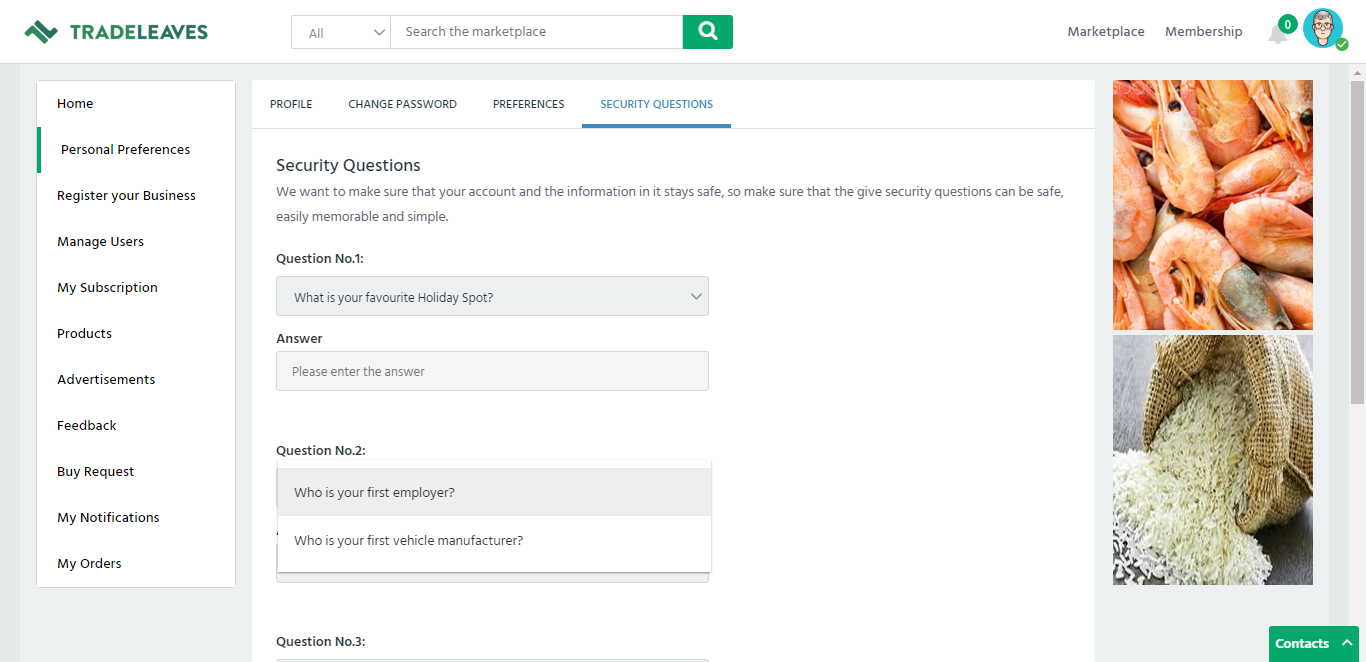 TRADELEAVES
All
Search the marketplace
Marketplace
Membership
0
Home
Personal Preferences
Register your Business
Manage Users
My Subscription
Products
Advertisements
Feedback
Buy Request
My Notifications
My Orders
PROFILE
CHANGE PASSWORD
PREFERENCES
SECURITY QUESTIONS
Security Questions
We want to make sure that your account and the information in it stays safe, so make sure that the give security questions can be safe,
easily memorable and simple.
Question No.1:
What is your favourite Holiday Spot?
Answer
Please enter the answer
Question No.2:
Who is your first employer?
Who is your first vehicle manufacturer?
Question No.3:
Contacts